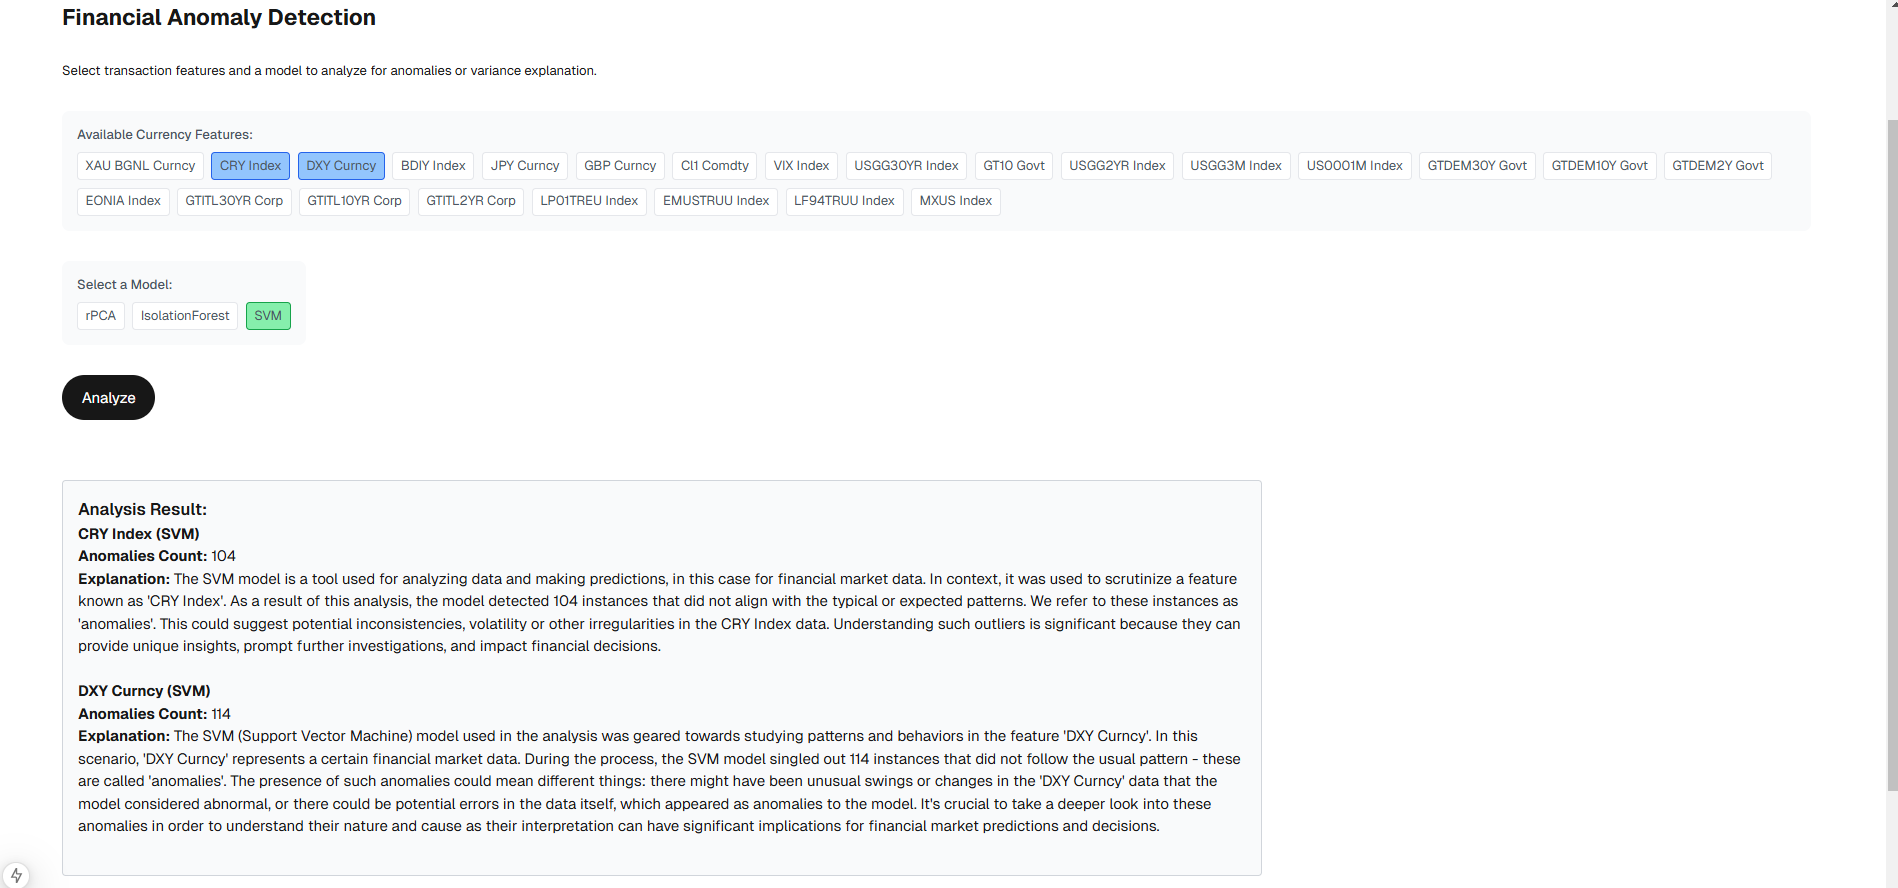 Financial Anomaly Detection
Select transaction features and a model to analyze for anomalies or variance explanation.
Available Currency Features:
XAU BGNL Curncy CRY Index DXY Curncy BDIY Index JPY Curncy GBP Curncy Cl1 Comdty VIX Index USGG30YR Index GT10 Govt USGG2YR Index USGG3M Index US0001M Index GTDEM30Y Govt GTDEM10Y Govt GTDEM2Y Govt
EONIA Index GTITL30YR Corp GTITL10YR Corp GTITL2YR Corp LP01TREU Index EMUSTRUU Index LF94TRUU Index MXUS Index
Select a Model:
rPCA IsolationForest SVM
Analyze
Analysis Result:
CRY Index (SVM)
Anomalies Count: 104
Explanation: The SVM model is a tool used for analyzing data and making predictions, in this case for financial market data. In context, it was used to scrutinize a feature
known as 'CRY Index'. As a result of this analysis, the model detected 104 instances that did not align with the typical or expected patterns. We refer to these instances as
'anomalies'. This could suggest potential inconsistencies, volatility or other irregularities in the CRY Index data. Understanding such outliers is significant because they can
provide unique insights, prompt further investigations, and impact financial decisions.
DXY Curncy (SVM)
Anomalies Count: 114
Explanation: The SVM (Support Vector Machine) model used in the analysis was geared towards studying patterns and behaviors in the feature 'DXY Curncy'. In this
scenario, 'DXY Curncy' represents a certain financial market data. During the process, the SVM model singled out 114 instances that did not follow the usual pattern - these
are called 'anomalies'. The presence of such anomalies could mean different things: there might have been unusual swings or changes in the 'DXY Curncy' data that the
model considered abnormal, or there could be potential errors in the data itself, which appeared as anomalies to the model. It's crucial to take a deeper look into these
anomalies in order to understand their nature and cause as their interpretation can have significant implications for financial market predictions and decisions.